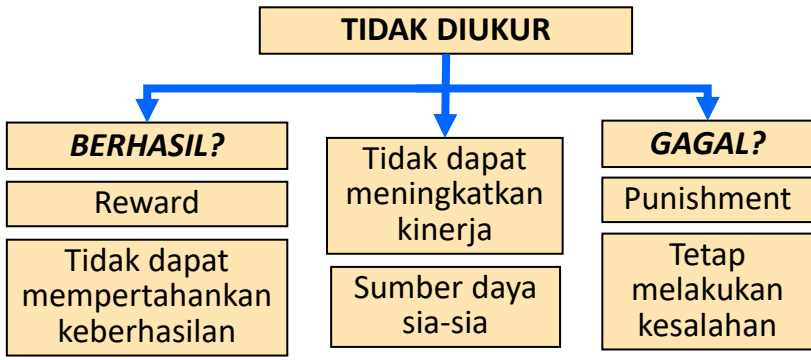 TIDAK DIUKUR
BERHASIL?
Reward
Tidak dapat
mempertahankan
keberhasilan
Tidak dapat
meningkatkan
kinerja
Sumber daya
sia-sia
GAGAL?
Punishment
Tetap
melakukan
kesalahan